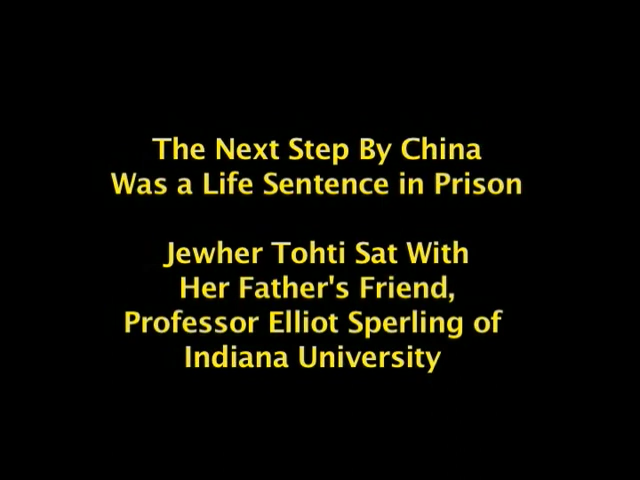 The Next Step By China
Was a Life Sentence in Prison
Jewher Tohti Sat With
Her Father's Friend,
Professor Elliot Sperling of
Indiana University